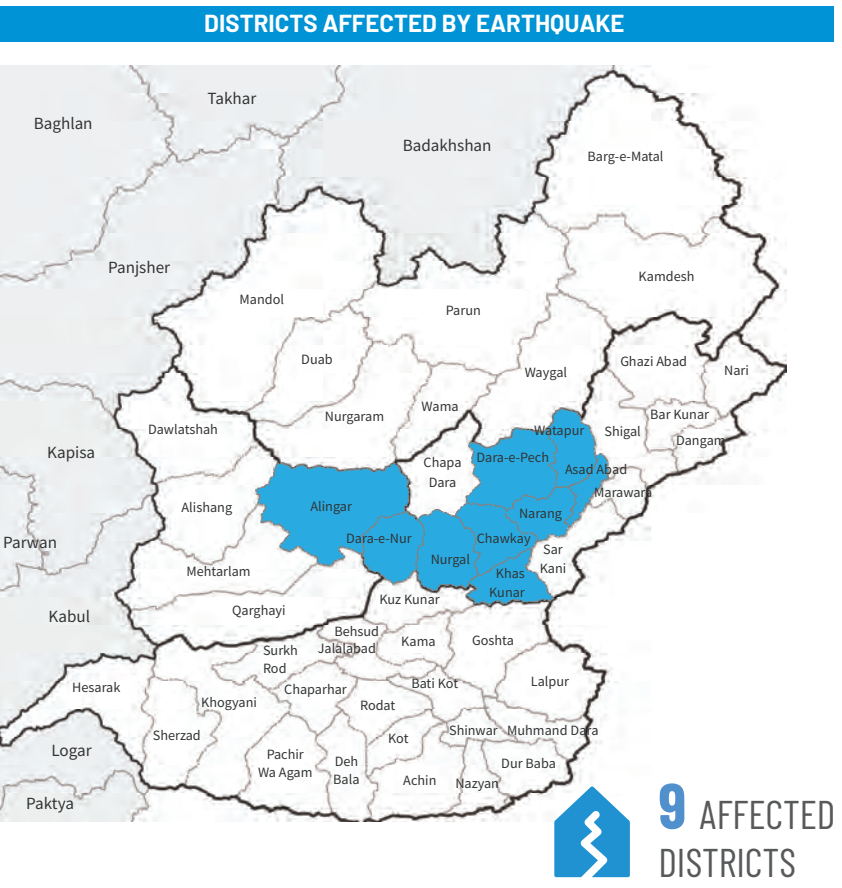 DISTRICTS AFFECTED BY EARTHQUAKE
Takhar
Baghlan
Badakhshan
Barg-e-Matal
Panjsher
Kamdesh
Mandol
Parun
Duab
Ghazi Abad
Nari
Waygal
Wama
Nurgaram
Bar Kunar
Dawlatshah
Watapur
Shigal
Dangam
Kapisa
Dara-e-Pech
Chapa
Dara
Asad Abad
Marawara
Alishang
Alingar
Narang
Parwan
Dara-e-Nur
Chawkay
Sar
Kani
Nurgal
Mehtarlam
Khas
Kunar
Kuz Kunar
Qarghayi
Kabul
Behsud
Jalalabad
Kama
Goshta
Surkh
Rod
Hesarak
Chaparhar
Bati Kot
Lalpur
Khogyani
Rodat
Sherzad
Kot
Shinwar
Muhmand Dara
Logar
Pachir
Wa Agam
Deh
Bala
Achin
Nazyan
Dur Baba
Paktya
9 AFFECTED
DISTRICTS